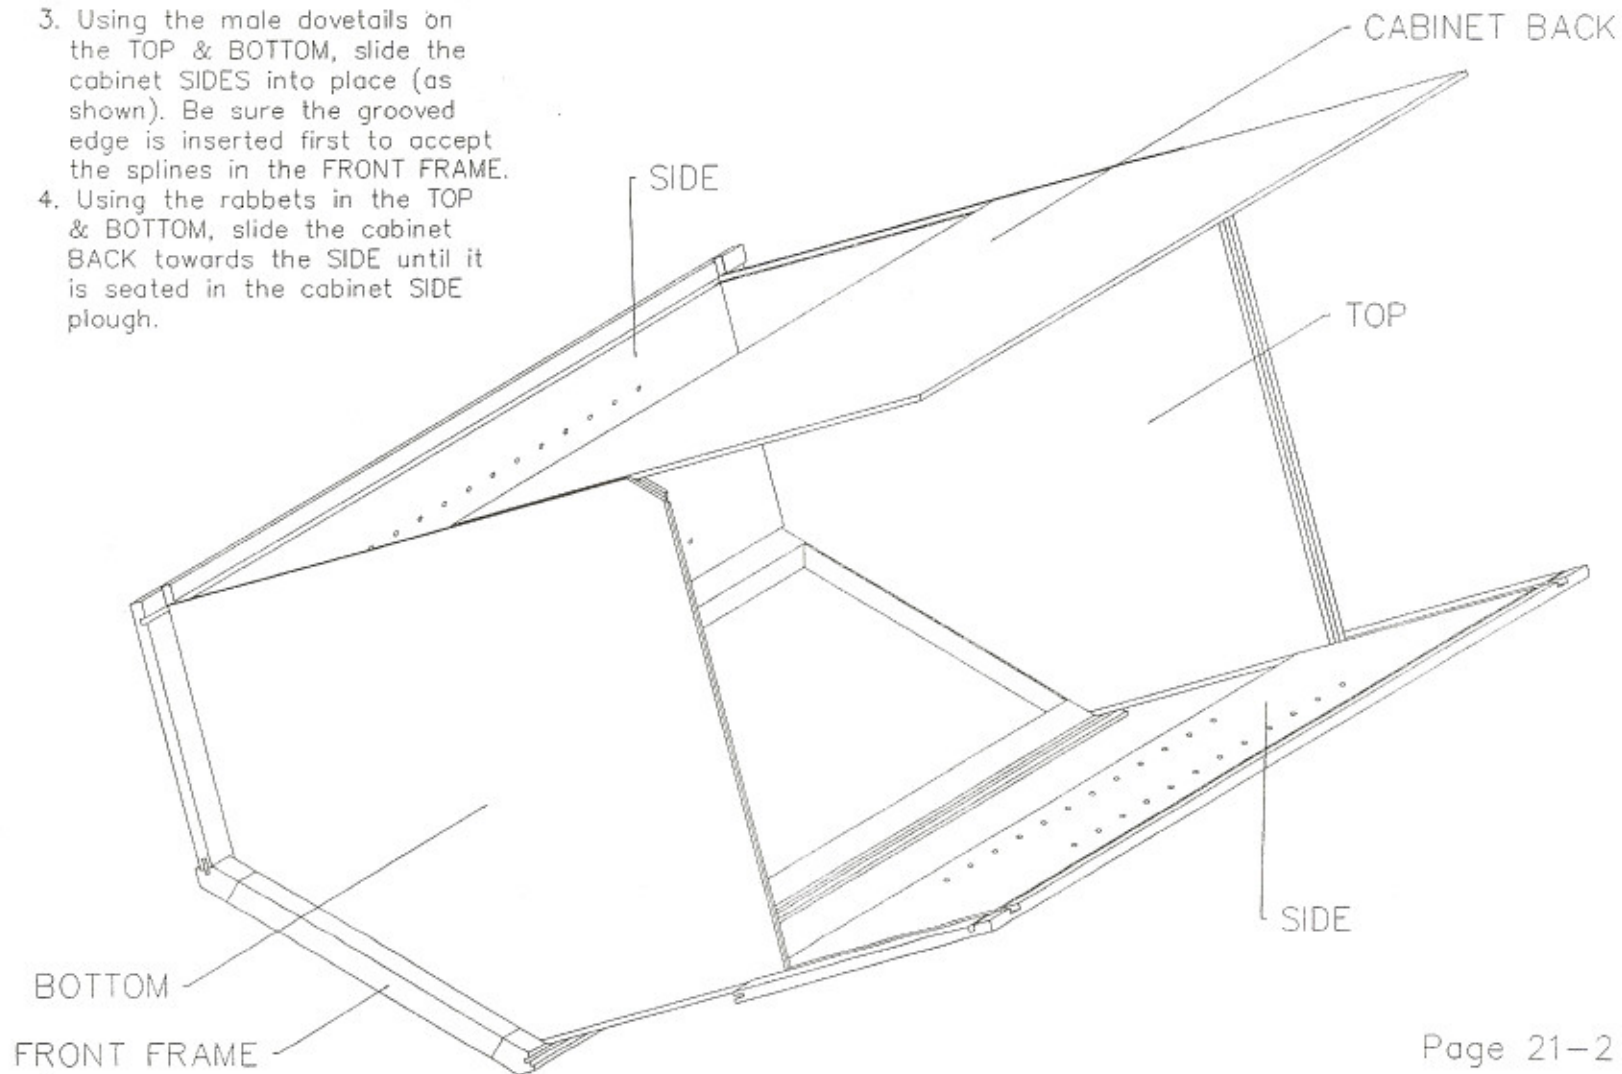 3. Using the male dovetails on
the TOP & BOTTOM, slide the
cabinet SIDES into place (as
shown). Be sure the grooved
edge is inserted first to accept
the splines in the FRONT FRAME.
4. Using the rabbets in the TOP
& BOTTOM, slide the cabinet
BACK towards the SIDE until it
is seated in the cabinet SIDE
plough.
CABINET BACK
SIDE
TOP
SIDE
BOTTOM
FRONT FRAME
Page 21-2